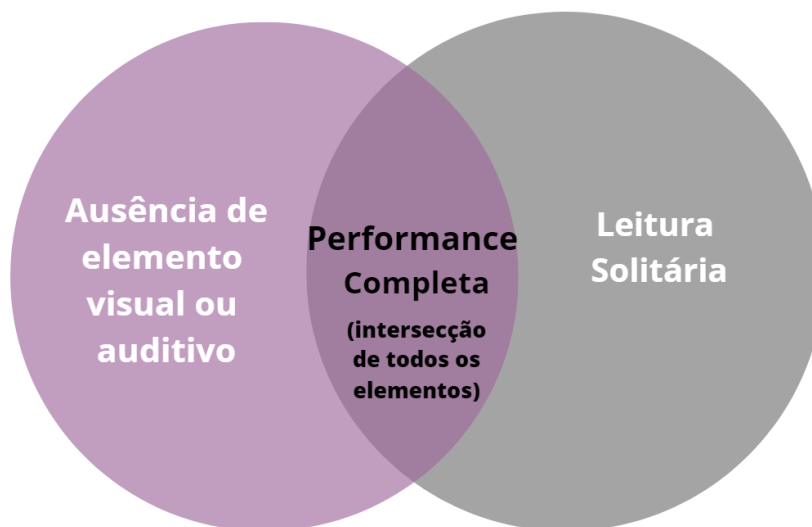 Ausência de
elemento
visual ou
auditivo
Performance
Completa
(intersecção
de todos os
elementos)
Leitura
Solitária